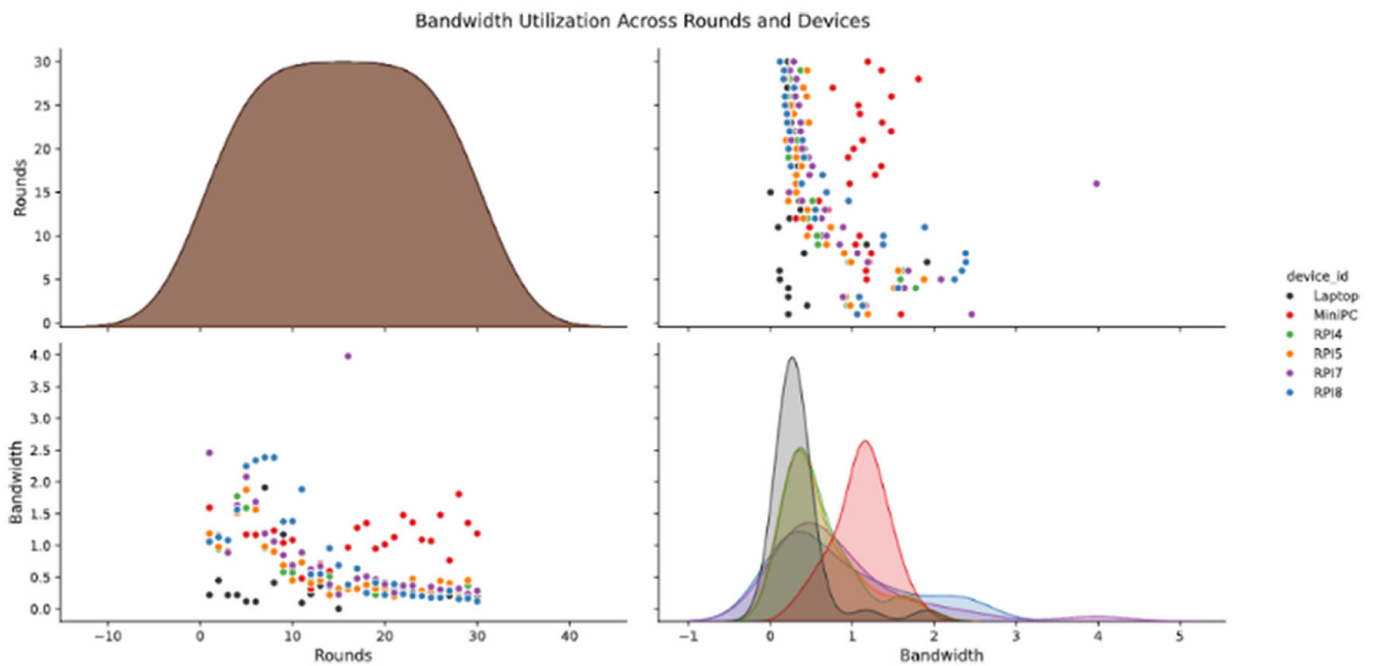 Bandwidth Utilization Across Rounds and Devices
Rounds
30
25
20
15
10
5
0
Bandwidth
4.0
3.5
3.0
2.5
2.0
1.5
1.0
0.5
0.0
−10 0 10 20 30 40
Rounds
−1 0 1 2 3 4 5
Bandwidth
device_id
Laptop
MiniPC
RPI4
RPI5
RPI7
RPI8